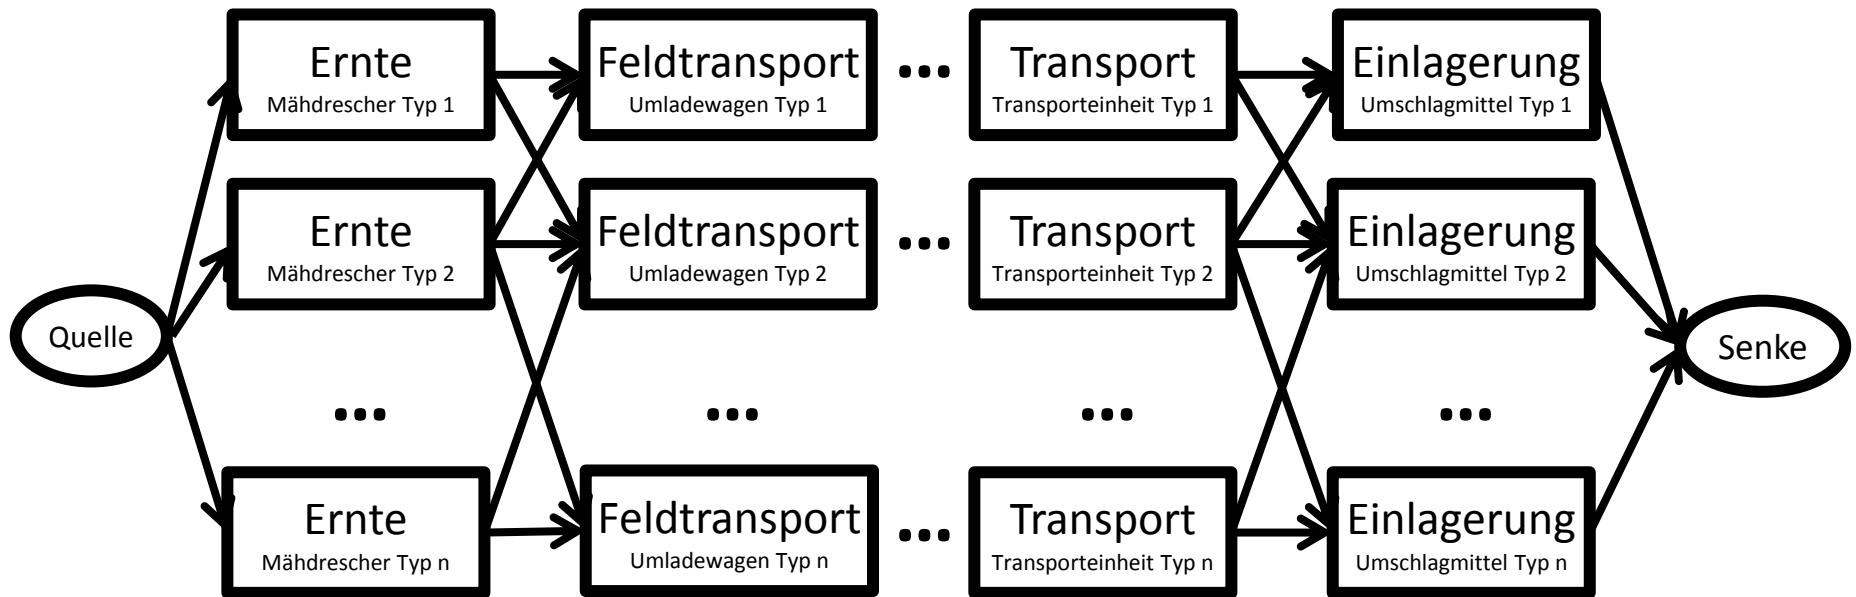 Ernte
Mähdrescher Typ 1
Feldtransport
Umladewagen Typ 1
...
Transport
Transporteinheit Typ 1
Einlagerung
Umschlagmittel Typ 1
Ernte
Mähdrescher Typ 2
Feldtransport
Umladewagen Typ 2
...
Transport
Transporteinheit Typ 2
Einlagerung
Umschlagmittel Typ 2
Quelle
Senke
...
...
...
...
Ernte
Mähdrescher Typ n
Feldtransport
Umladewagen Typ n
...
Transport
Transporteinheit Typ n
Einlagerung
Umschlagmittel Typ n